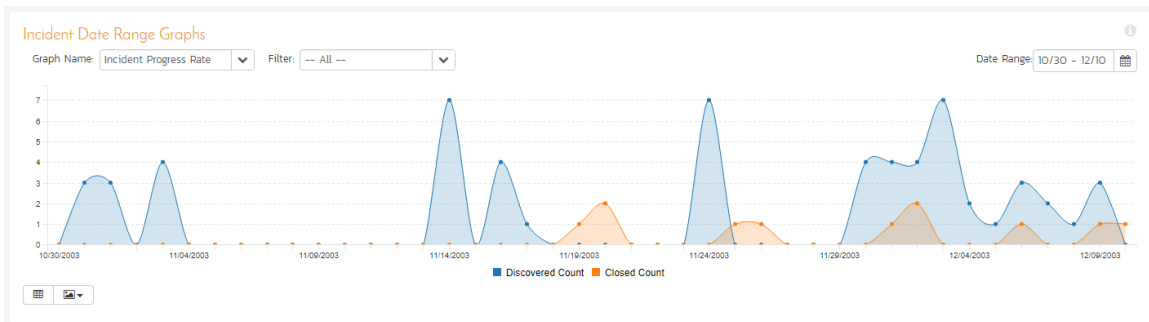 Incident Date Range Graphs
Graph Name: Incident Progress Rate Filter: -- All -- Date Range: 10/30 - 12/10
7
6
5
4
3
2
1
0
10/30/2003 11/04/2003 11/09/2003 11/14/2003 11/19/2003 11/24/2003 11/29/2003 12/04/2003 12/09/2003
Discovered Count Closed Count